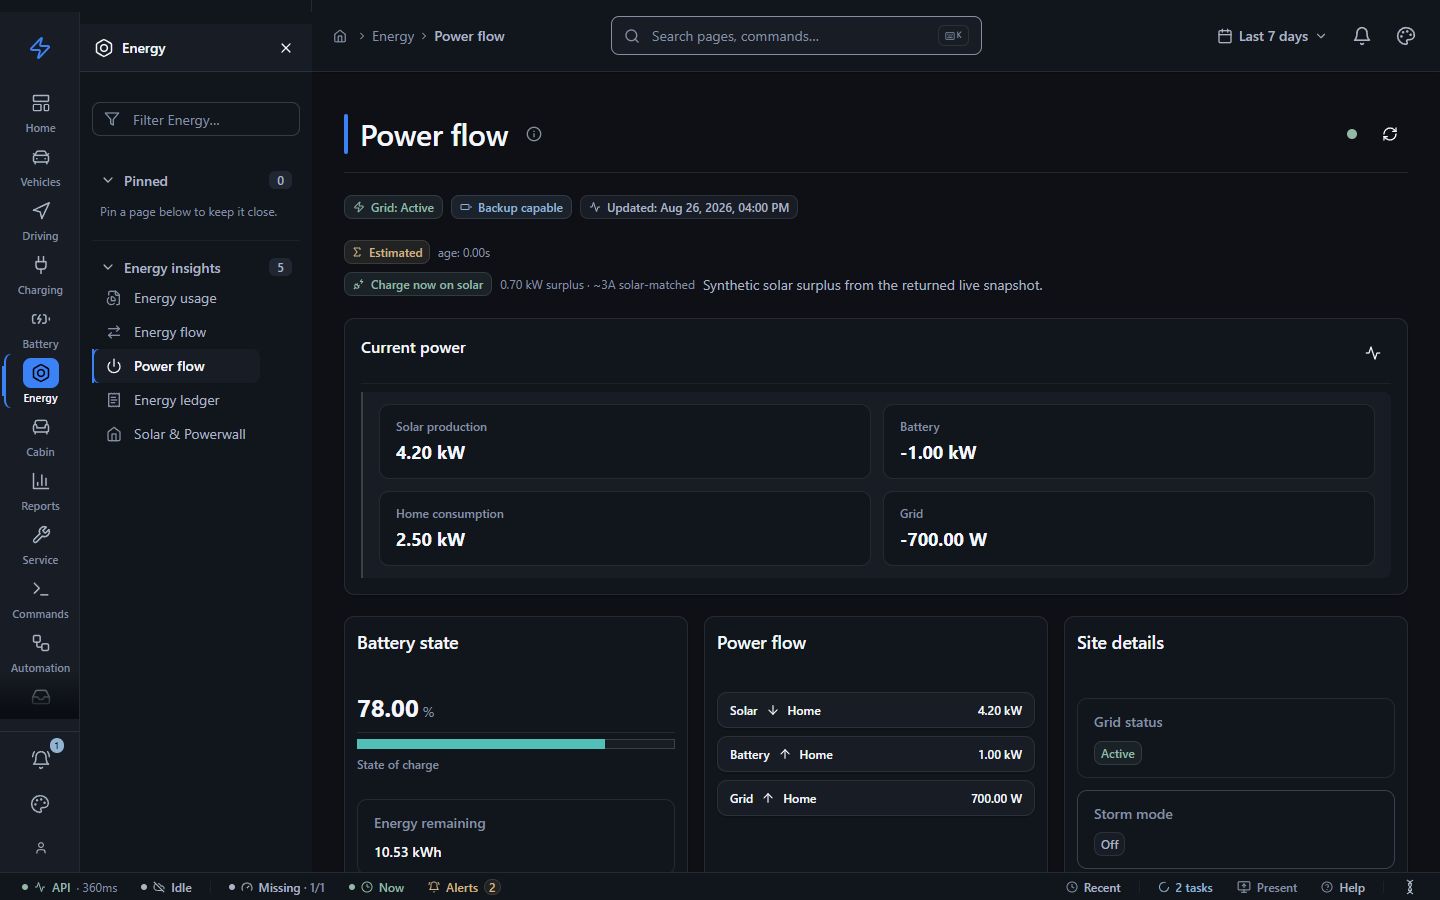 Energy
Energy
Power flow
Search pages, commands...
K
Last 7 days
Home
Vehicles
Driving
Charging
Battery
Energy
Cabin
Reports
Service
Commands
Automation
1
Filter Energy...
Pinned
0
Pin a page below to keep it close.
Energy insights
5
Energy usage
Energy flow
Power flow
Energy ledger
Solar & Powerwall
Power flow
Grid: Active
Backup capable
Updated: Aug 26, 2026, 04:00 PM
Estimated
age: 0.00s
Charge now on solar
0.70 kW surplus · ~3A solar-matched
Synthetic solar surplus from the returned live snapshot.
Current power
Solar production
4.20 kW
Battery
-1.00 kW
Home consumption
2.50 kW
Grid
-700.00 W
Battery state
78.00 %
State of charge
Energy remaining
10.53 kWh
Power flow
Solar ↓ Home 4.20 kW
Battery ↑ Home 1.00 kW
Grid ↑ Home 700.00 W
Site details
Grid status
Active
Storm mode
Off
API · 360ms
Idle
Missing · 1/1
Now
Alerts 2
Recent
2 tasks
Present
Help